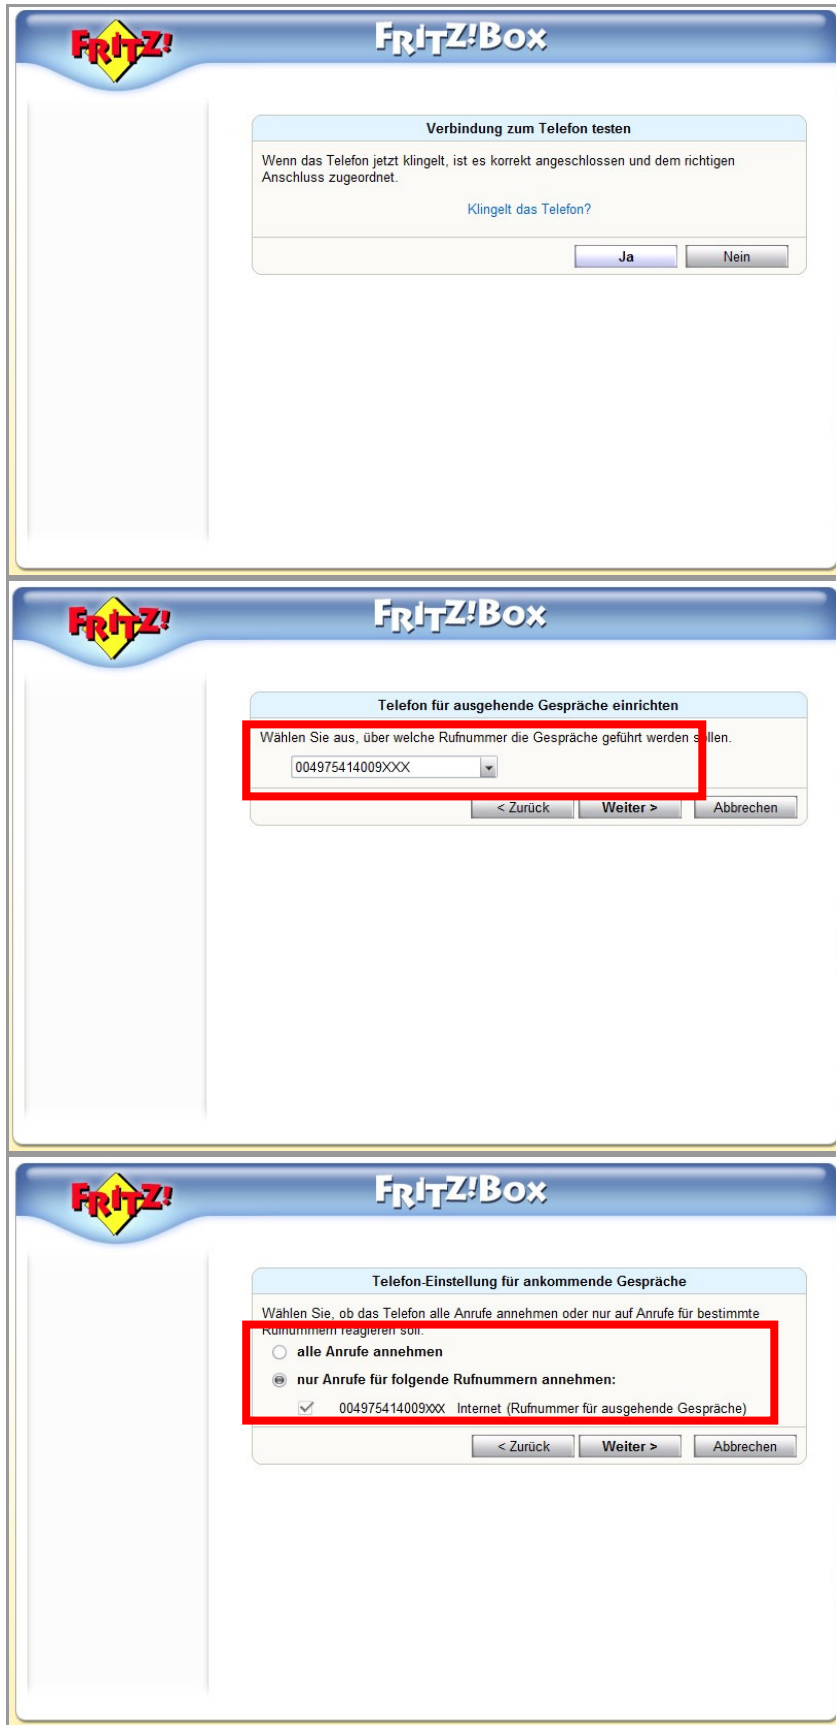 FRITZ!
FRITZ!Box
Verbindung zum Telefon testen
Wenn das Telefon jetzt klingelt, ist es korrekt angeschlossen und dem richtigen
Anschluss zugeordnet.
Klingelt das Telefon?
Ja
Nein
FRITZ!
FRITZ!Box
Telefon für ausgehende Gespräche einrichten
Wählen Sie aus, über welche Rufnummer die Gespräche geführt werden sollen.
004975414009XXX
< Zurück
Weiter >
Abbrechen
FRITZ!
FRITZ!Box
Telefon-Einstellung für ankommende Gespräche
Wählen Sie, ob das Telefon alle Anrufe annehmen oder nur auf Anrufe für bestimmte
Rufnummern reagieren soll.
alle Anrufe annehmen
nur Anrufe für folgende Rufnummern annehmen:
004975414009XXX Internet (Rufnummer für ausgehende Gespräche)
< Zurück
Weiter >
Abbrechen